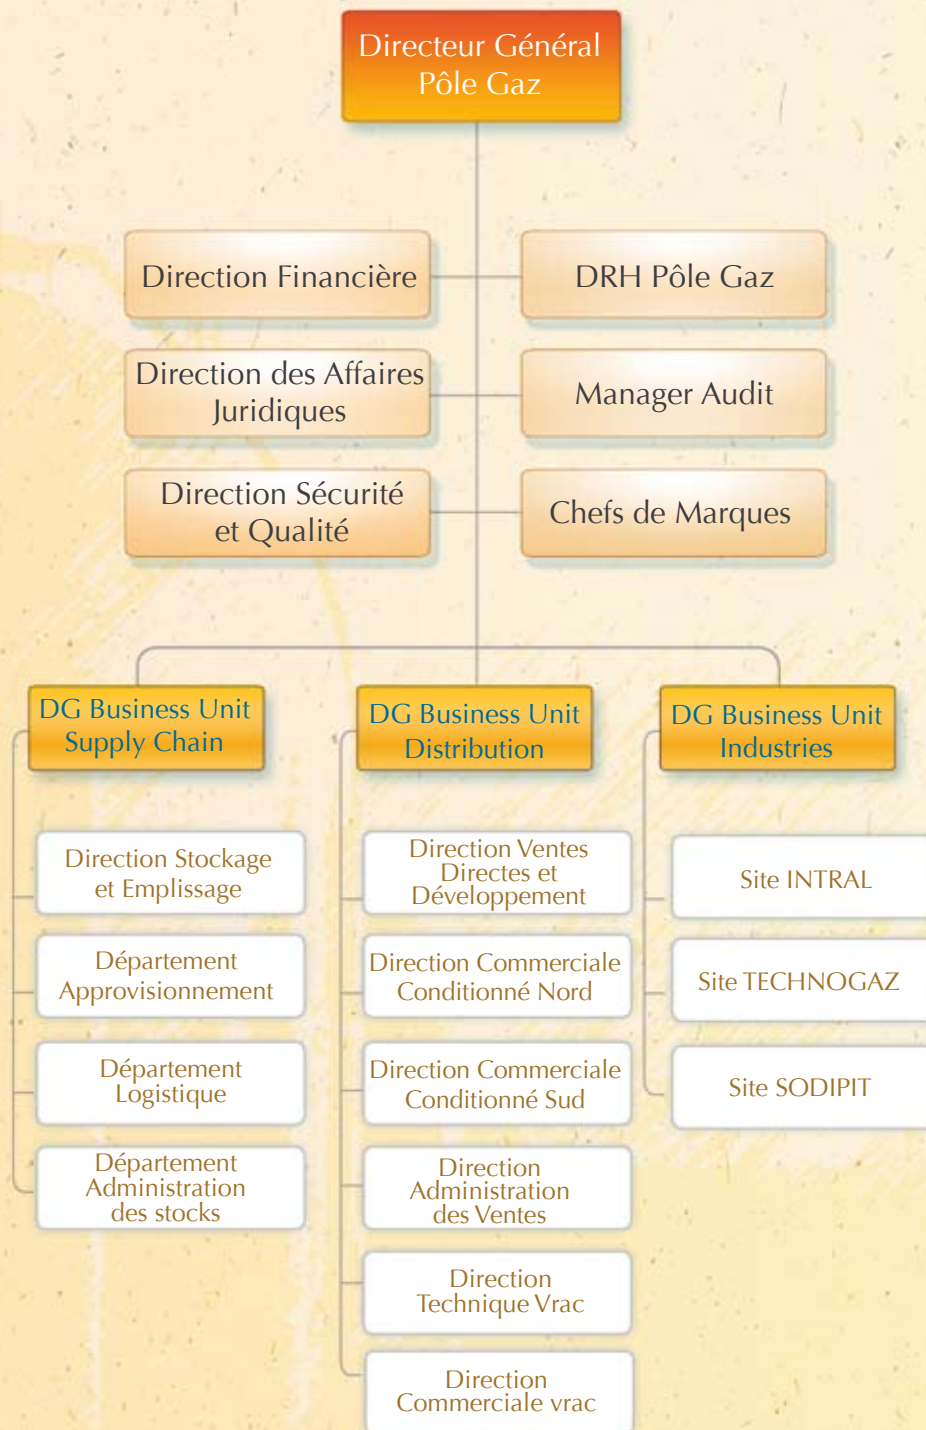 Directeur Général
Pôle Gaz
Direction Financière
DRH Pôle Gaz
Direction des Affaires
Juridiques
Manager Audit
Direction Sécurité
et Qualité
Chefs de Marques
DG Business Unit
Supply Chain
DG Business Unit
Distribution
DG Business Unit
Industries
Direction Stockage
et Emplissage
Département
Approvisionnement
Département
Logistique
Département
Administration
des stocks
Direction Ventes
Directes et
Développement
Direction Commerciale
Conditionné Nord
Direction Commerciale
Conditionné Sud
Direction
Administration
des Ventes
Direction
Technique Vrac
Direction
Commerciale vrac
Site INTRAL
Site TECHNOGAZ
Site SODIPIT